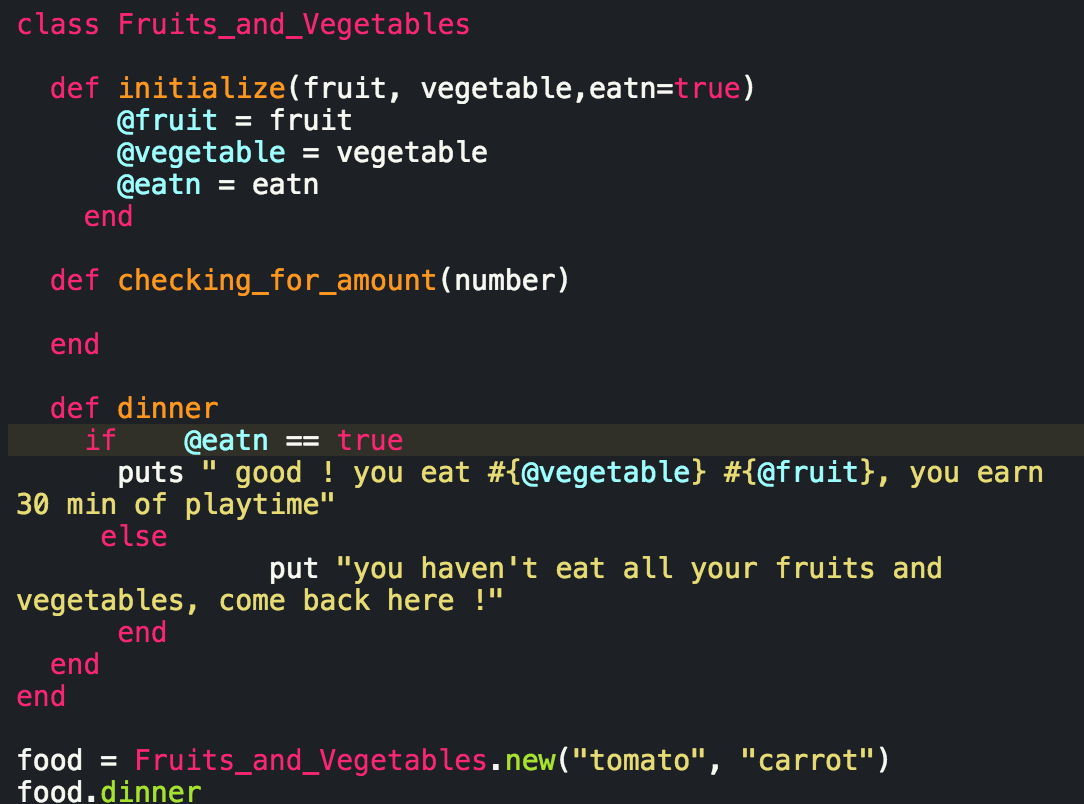 class Fruits_and_Vegetables
def initialize(fruit, vegetable,eatn=true)
@fruit = fruit
@vegetable = vegetable
@eatn = eatn
end
def checking_for_amount(number)
end
def dinner
if    @eatn == true
puts " good ! you eat #{@vegetable} #{@fruit}, you earn
30 min of playtime"
else
put "you haven't eat all your fruits and
vegetables, come back here !"
end
end
end
food = Fruits_and_Vegetables.new("tomato", "carrot")
food.dinner